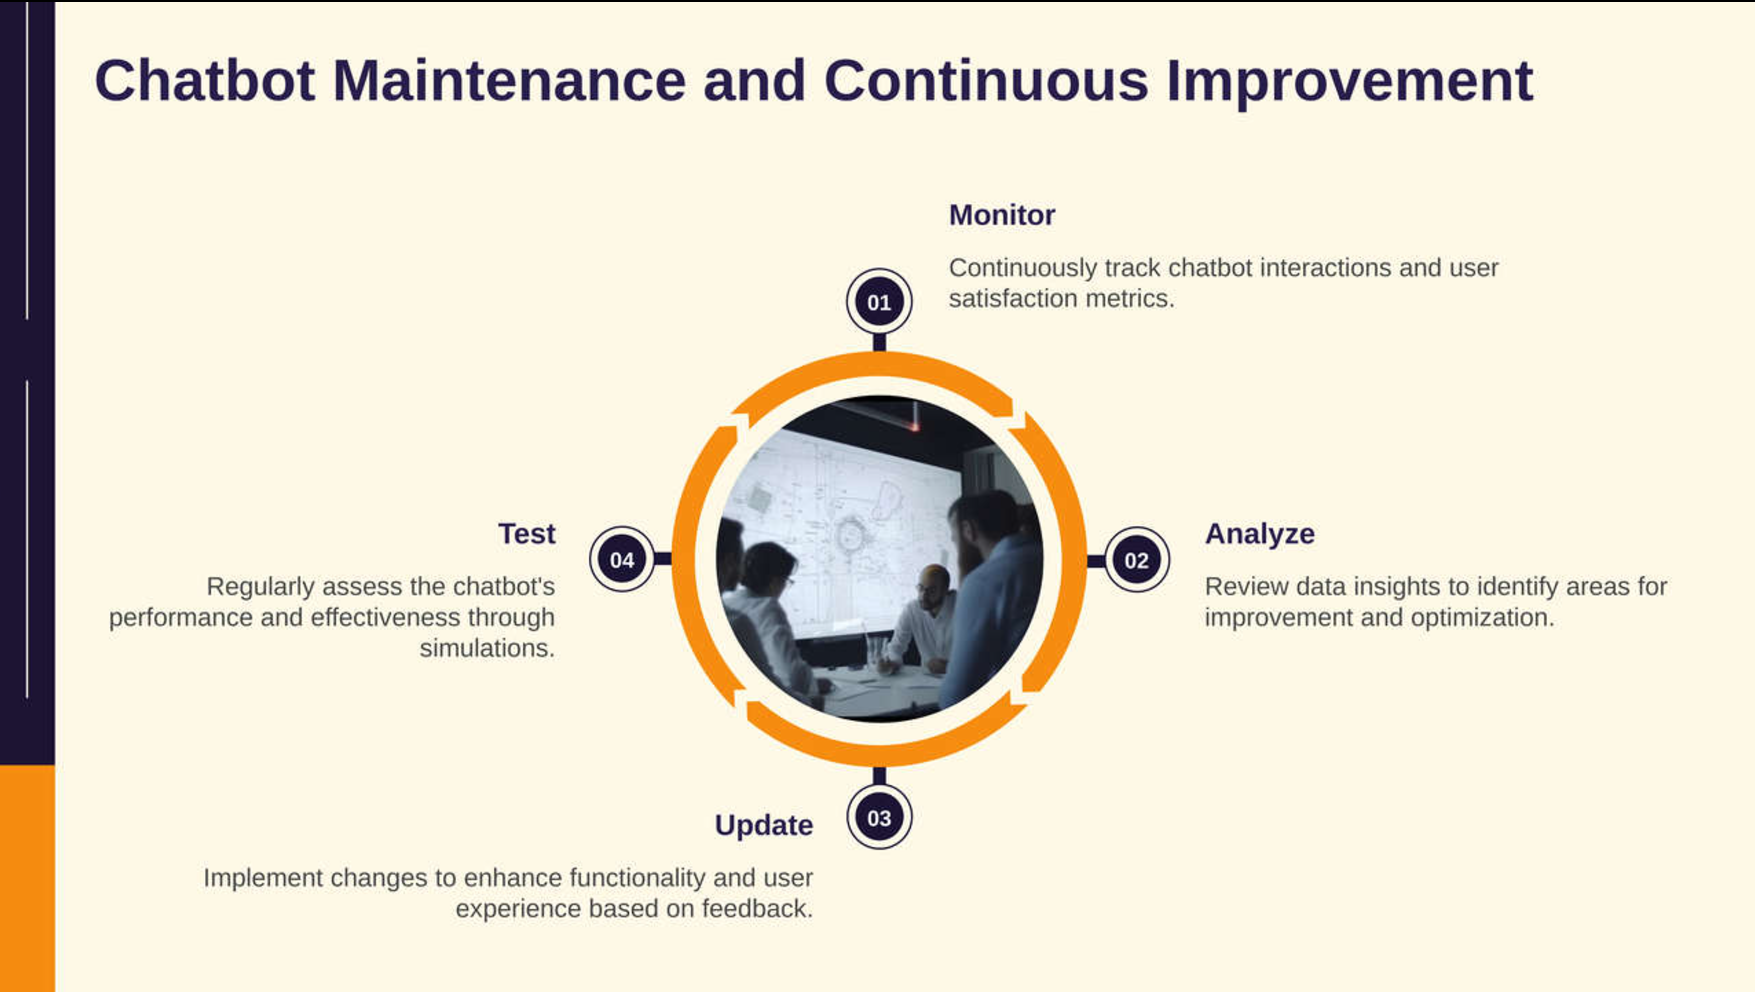 Chatbot Maintenance and Continuous Improvement
Monitor
Continuously track chatbot interactions and user
satisfaction metrics.
01
Analyze
Review data insights to identify areas for
improvement and optimization.
02
Update
Implement changes to enhance functionality and user
experience based on feedback.
03
Test
Regularly assess the chatbot's
performance and effectiveness through
simulations.
04